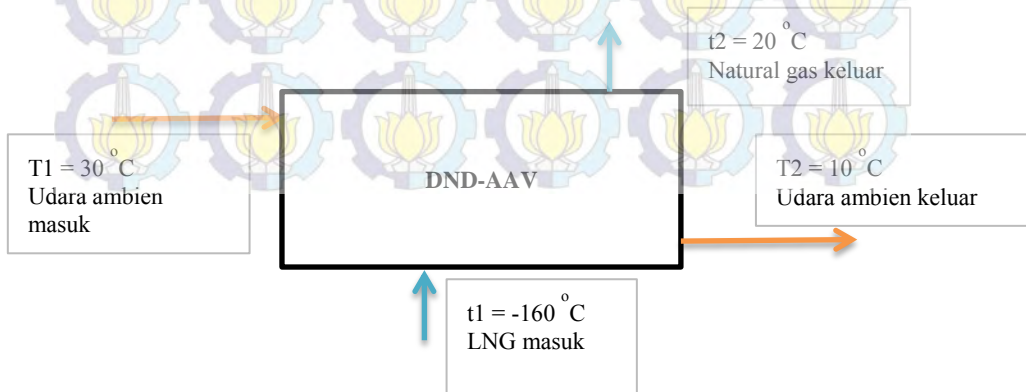 t2 = 20 °C
Natural gas keluar
T1 = 30 °C
Udara ambien
masuk
DND-AAV
T2 = 10 °C
Udara ambien keluar
t1 = -160 °C
LNG masuk